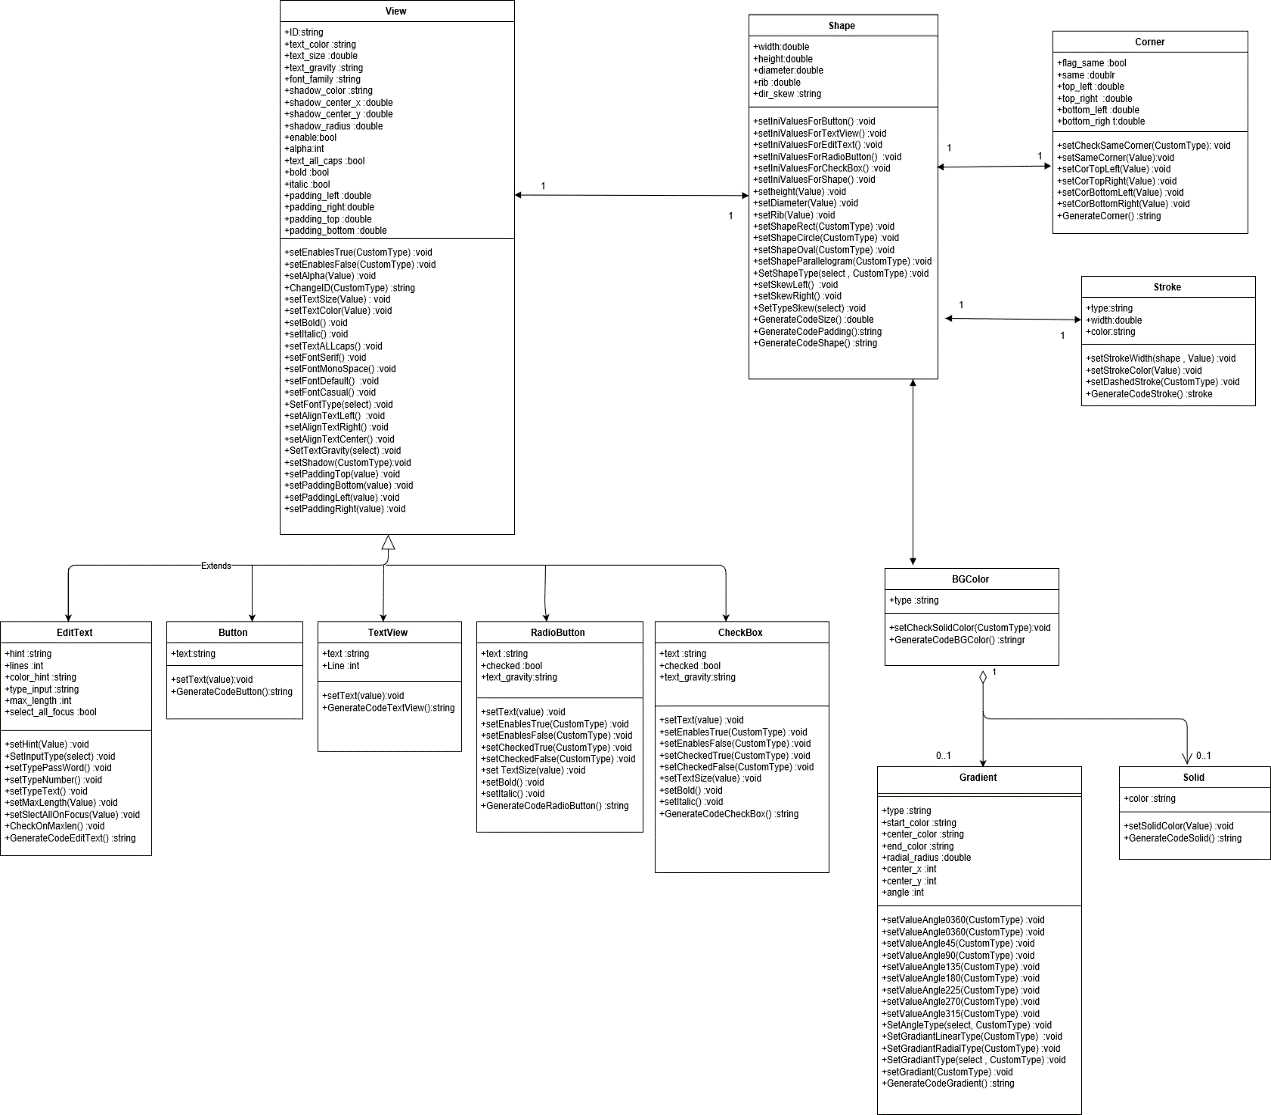 View
+ID:string
+text_color :string
+text_size :double
+text_gravity :string
+font_family :string
+shadow_color :string
+shadow_center_x :double
+shadow_center_y :double
+shadow_radius :double
+enable:bool
+alpha:int
+text_all_caps :bool
+bold :bool
+italic :bool
+padding_left :double
+padding_right:double
+padding_top :double
+padding_bottom :double
+setEnablesTrue(CustomType) :void
+setEnablesFalse(CustomType) :void
+setAlpha(Value) :void
+ChangeID(CustomType) :string
+setTextSize(Value) : void
+setTextColor(Value) :void
+setBold() :void
+setItalic() :void
+setTextALLcaps() :void
+setFontSerif() :void
+setFontMonoSpace() :void
+setFontDefault() :void
+setFontCasual() :void
+SetFontType(select) :void
+setAlignTextLeft() :void
+setAlignTextRight() :void
+setAlignTextCenter() :void
+SetTextGravity(select) :void
+setShadow(CustomType):void
+setPaddingTop(value) :void
+setPaddingBottom(value) :void
+setPaddingLeft(value) :void
+setPaddingRight(value) :void
1
1
Shape
+width:double
+height:double
+diameter:double
+rib :double
+dir_skew :string
+setIniValuesForButton() :void
+setIniValuesForTextView() :void
+setIniValuesForEditText() :void
+setIniValuesForRadioButton() :void
+setIniValuesForCheckBox() :void
+setIniValuesForShape() :void
+setheight(Value) :void
+setDiameter(Value) :void
+setRib(Value) :void
+setShapeRect(CustomType) :void
+setShapeCircle(CustomType) :void
+setShapeOval(CustomType) :void
+setShapeParallelogram(CustomType) :void
+SetShapeType(select , CustomType) :void
+setSkewLeft() :void
+setSkewRight() :void
+SetTypeSkew(select) :void
+GenerateCodeSize() :double
+GenerateCodePadding():string
+GenerateCodeShape() :string
1
1
Corner
+flag_same :bool
+same :doublr
+top_left :double
+top_right :double
+bottom_left :double
+bottom_righ t:double
+setCheckSameCorner(CustomType): void
+setSameCorner(Value):void
+setCorTopLeft(Value) :void
+setCorTopRight(Value) :void
+setCorBottomLeft(Value) :void
+setCorBottomRight(Value) :void
+GenerateCorner() :string
1
1
Stroke
+type:string
+width:double
+color:string
+setStrokeWidth(shape , Value) :void
+setStrokeColor(Value) :void
+setDashedStroke(CustomType) :void
+GenerateCodeStroke() :stroke
Extends
EditText
+hint :string
+lines :int
+color_hint :string
+type_input :string
+max_length :int
+select_all_focus :bool
+setHint(Value) :void
+SetInputType(select) :void
+setTypePassWord() :void
+setTypeNumber() :void
+setTypeText() :void
+setMaxLength(Value) :void
+setSlectAllOnFocus(Value) :void
+CheckOnMaxlen() :void
+GenerateCodeEditText() :string
Button
+text:string
+setText(value):void
+GenerateCodeButton():string
TextView
+text :string
+Line :int
+setText(value):void
+GenerateCodeTextView():string
RadioButton
+text :string
+checked :bool
+text_gravity:string
+setText(value) :void
+setEnablesTrue(CustomType) :void
+setEnablesFalse(CustomType) :void
+setCheckedTrue(CustomType) :void
+setCheckedFalse(CustomType) :void
+set TextSize(value) :void
+setBold() :void
+setItalic() :void
+GenerateCodeRadioButton() :string
CheckBox
+text :string
+checked :bool
+text_gravity:string
+setText(value) :void
+setEnablesTrue(CustomType) :void
+setEnablesFalse(CustomType) :void
+setCheckedTrue(CustomType) :void
+setCheckedFalse(CustomType) :void
+setTextSize(value) :void
+setBold() :void
+setItalic() :void
+GenerateCodeCheckBox() :string
BGColor
+type :string
+setCheckSolidColor(CustomType):void
+GenerateCodeBGColor() :stringr
1
0..1
0..1
Gradient
+type :string
+start_color :string
+center_color :string
+end_color :string
+radial_radius :double
+center_x :int
+center_y :int
+angle :int
+setValueAngle0360(CustomType) :void
+setValueAngle0360(CustomType) :void
+setValueAngle45(CustomType) :void
+setValueAngle90(CustomType) :void
+setValueAngle135(CustomType) :void
+setValueAngle180(CustomType) :void
+setValueAngle225(CustomType) :void
+setValueAngle270(CustomType) :void
+setValueAngle315(CustomType) :void
+SetAngleType(select, CustomType) :void
+SetGradiantLinearType(CustomType) :void
+SetGradiantRadialType(CustomType) :void
+SetGradiantType(select , CustomType) :void
+setGradiant(CustomType) :void
+GenerateCodeGradient() :string
Solid
+color :string
+setSolidColor(Value) :void
+GenerateCodeSolid() :string